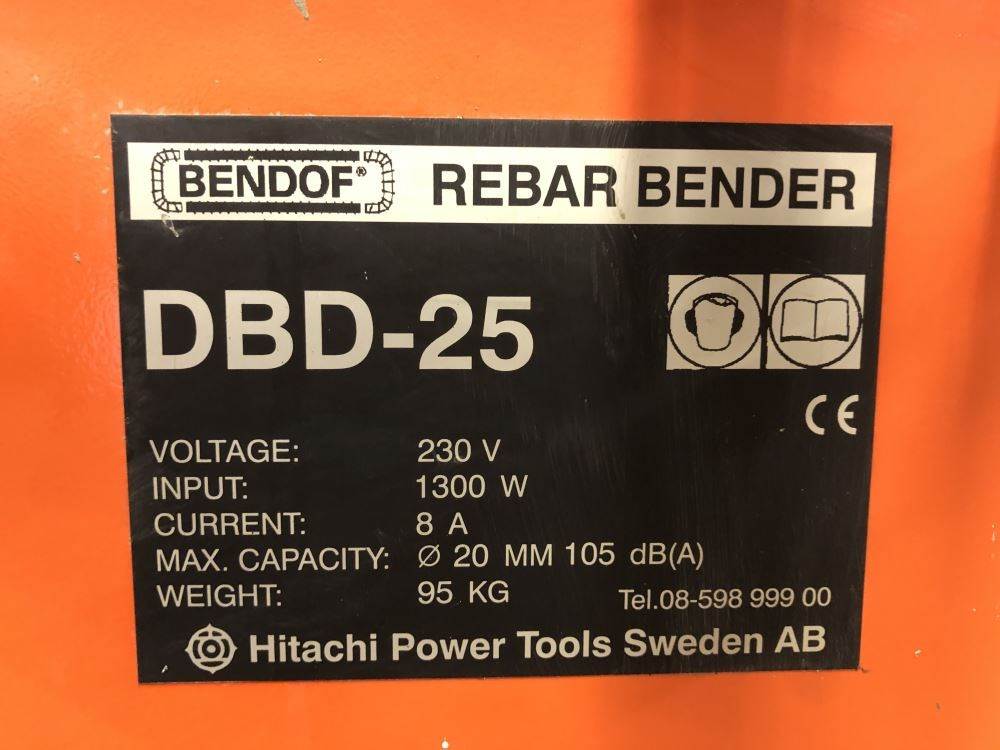 BENDOF® REBAR BENDER
DBD-25
CE
VOLTAGE: 230 V
INPUT: 1300 W
CURRENT: 8 A
MAX. CAPACITY: Ø 20 MM 105 dB(A)
WEIGHT: 95 KG Tel.08-598 999 00
Hitachi Power Tools Sweden AB